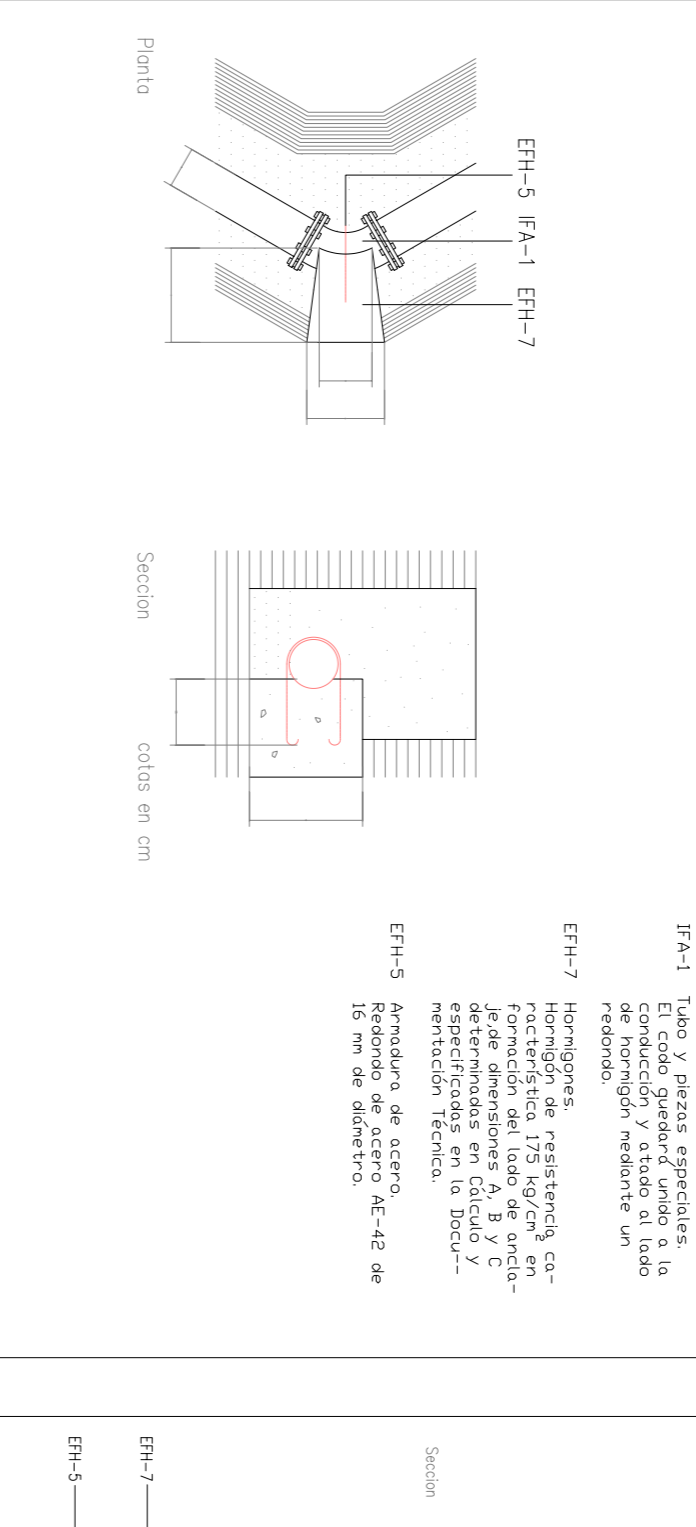 Planta
EFH-5
IFA-1
EFH-7
Seccion
cotas en cm
IFA-1 Tubo y piezas especiales.
El codo quedará unido a la
conducción y atado al lado
de hormigón mediante un
redondo.
EFH-7 Hormigones.
Hormigón de resistencia ca-
racterística 175 kg/cm² en
formación del lado de ancla-
je,de dimensiones A, B y C
determinadas en Cálculo y
especificadas en la Docu--
mentación Técnica.
EFH-5 Armadura de acero.
Redondo de acero AE-42 de
16 mm de diámetro.
Seccion
EFH-7
EFH-5